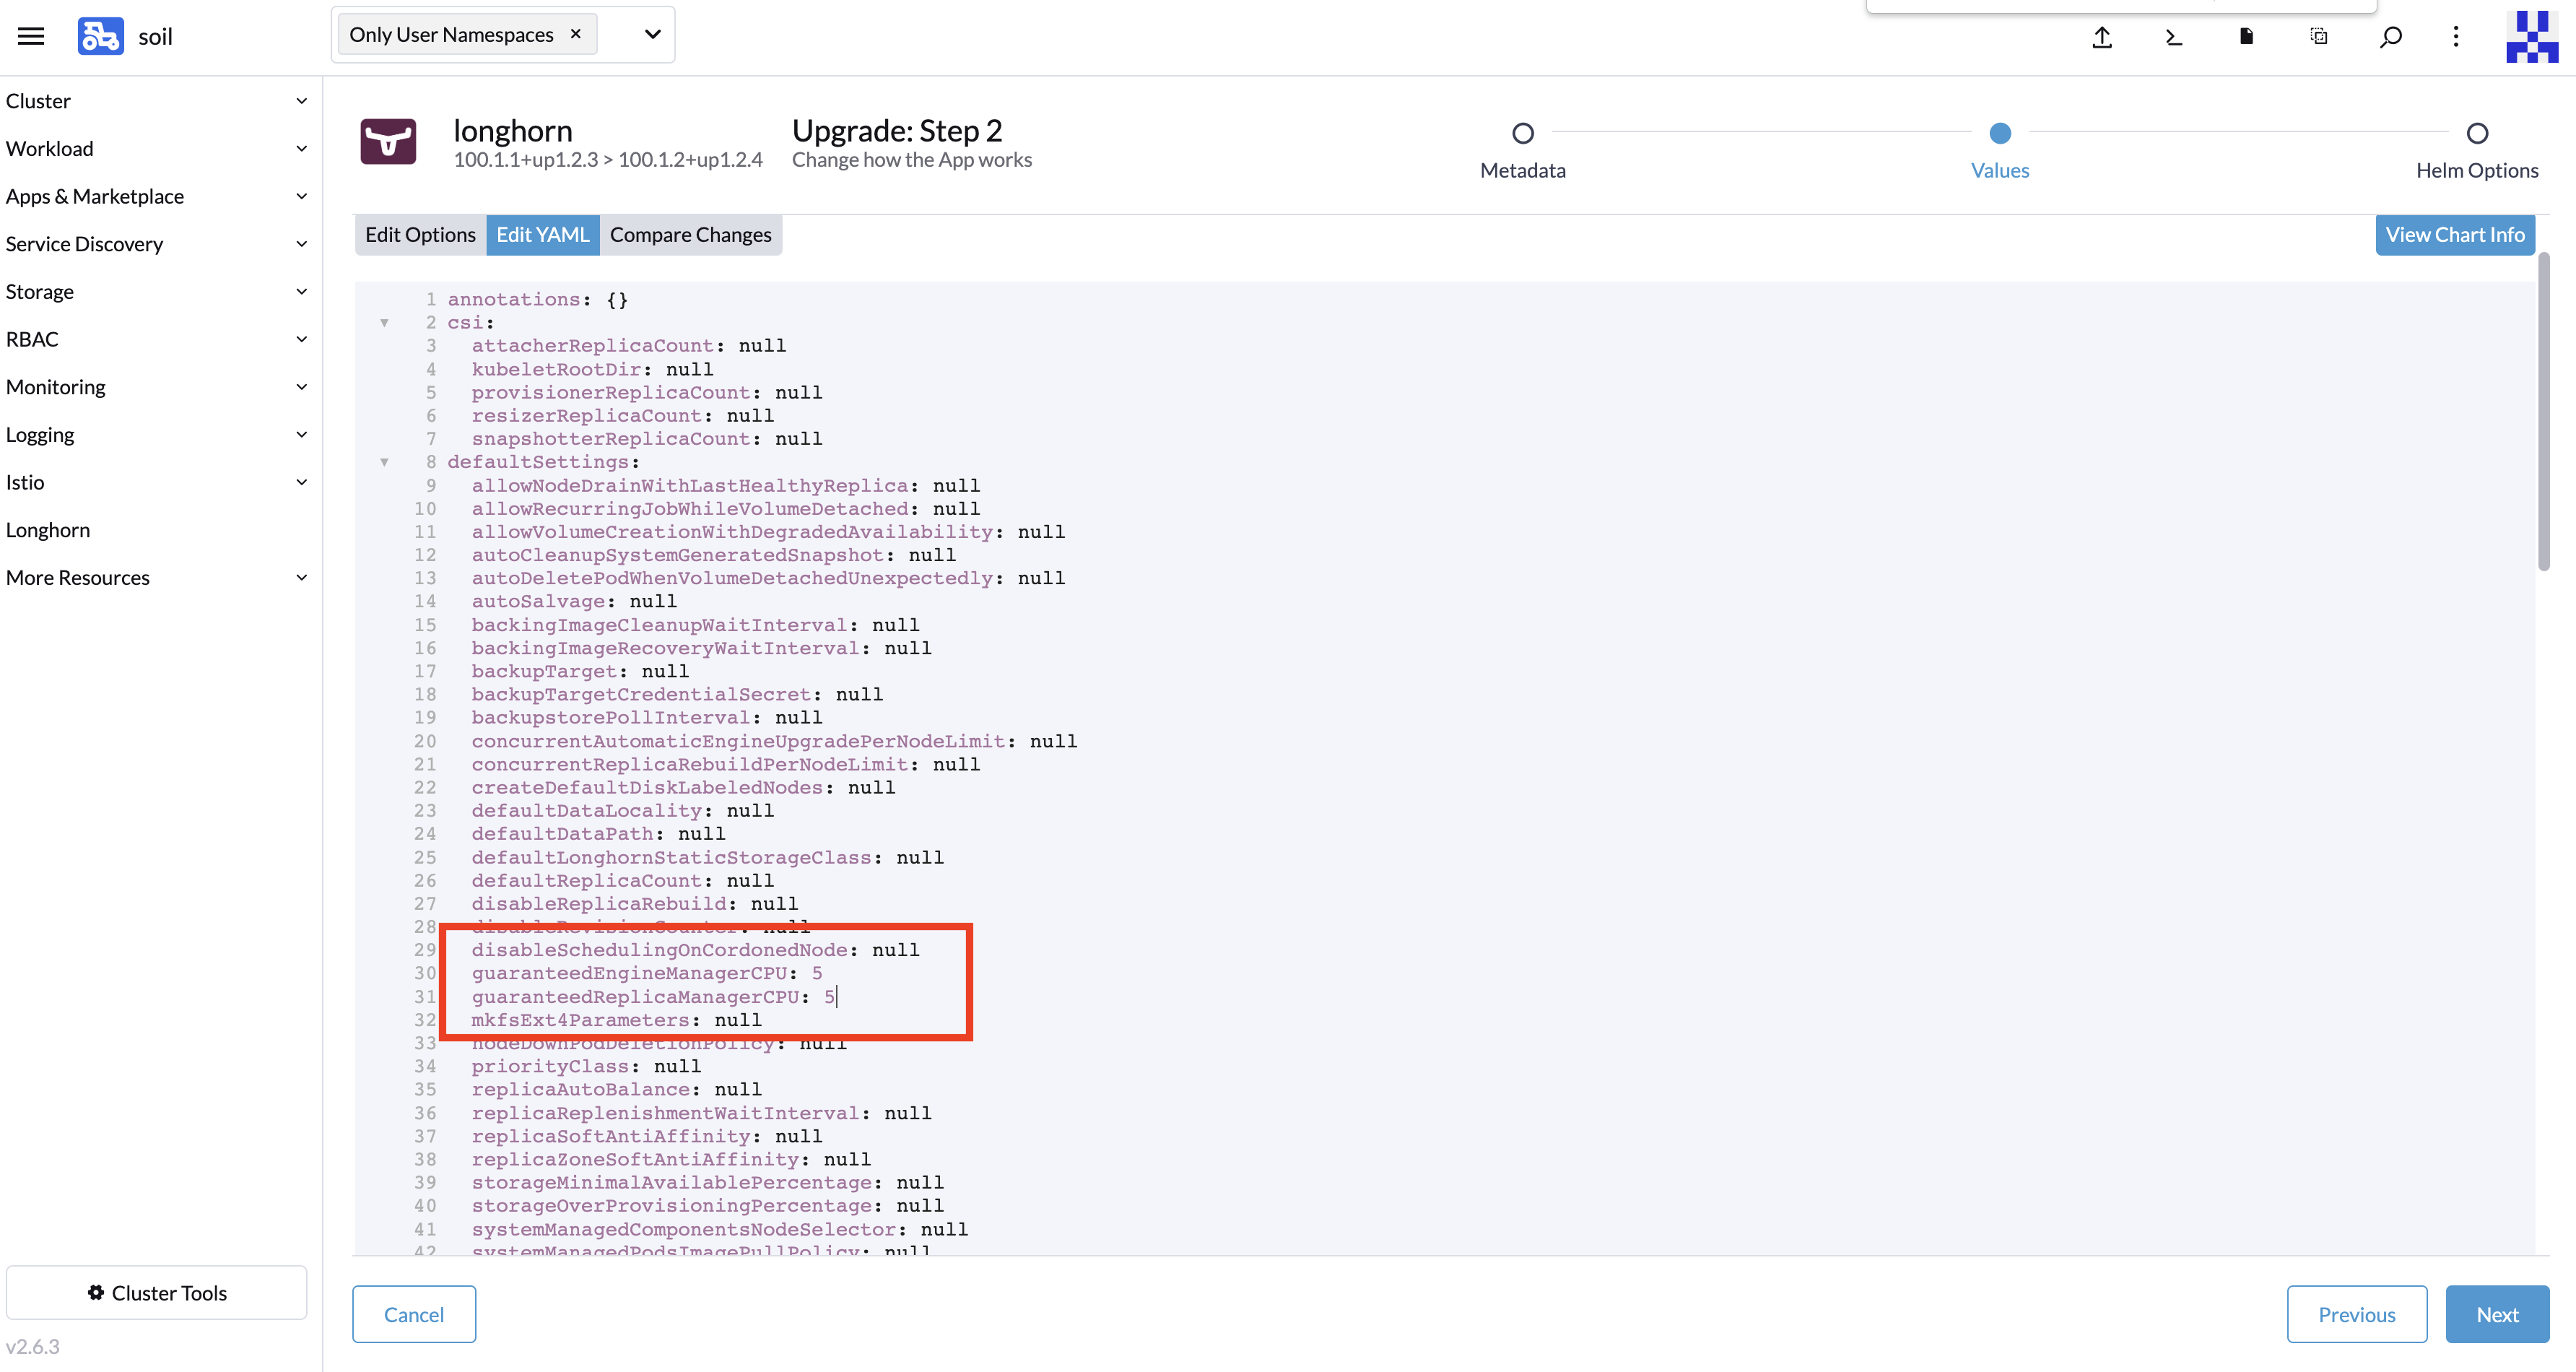 soil
Only User Namespaces ×
Cluster
Workload
Apps & Marketplace
Service Discovery
Storage
RBAC
Monitoring
Logging
Istio
Longhorn
More Resources
Cluster Tools
v2.6.3
longhorn
100.1.1+up1.2.3 > 100.1.2+up1.2.4
Upgrade: Step 2
Change how the App works
Metadata
Values
Helm Options
Edit Options
Edit YAML
Compare Changes
View Chart Info
1 annotations: {}
2 csi:
3 attacherReplicaCount: null
4 kubeletRootDir: null
5 provisionerReplicaCount: null
6 resizerReplicaCount: null
7 snapshotterReplicaCount: null
8 defaultSettings:
9 allowNodeDrainWithLastHealthyReplica: null
10 allowRecurringJobWhileVolumeDetached: null
11 allowVolumeCreationWithDegradedAvailability: null
12 autoCleanupSystemGeneratedSnapshot: null
13 autoDeletePodWhenVolumeDetachedUnexpectedly: null
14 autoSalvage: null
15 backingImageCleanupWaitInterval: null
16 backingImageRecoveryWaitInterval: null
17 backupTarget: null
18 backupTargetCredentialSecret: null
19 backupstorePollInterval: null
20 concurrentAutomaticEngineUpgradePerNodeLimit: null
21 concurrentReplicaRebuildPerNodeLimit: null
22 createDefaultDiskLabeledNodes: null
23 defaultDataLocality: null
24 defaultDataPath: null
25 defaultLonghornStaticStorageClass: null
26 defaultReplicaCount: null
27 disableReplicaRebuild: null
28 disableRevisionCounter: null
29 disableSchedulingOnCordonedNode: null
30 guaranteedEngineManagerCPU: 5
31 guaranteedReplicaManagerCPU: 5
32 mkfsExt4Parameters: null
33 nodeDownPodDeletionPolicy: null
34 priorityClass: null
35 replicaAutoBalance: null
36 replicaReplenishmentWaitInterval: null
37 replicaSoftAntiAffinity: null
38 replicaZoneSoftAntiAffinity: null
39 storageMinimalAvailablePercentage: null
40 storageOverProvisioningPercentage: null
41 systemManagedComponentsNodeSelector: null
42 systemManagedPodsImagePullPolicy: null
Cancel
Previous
Next